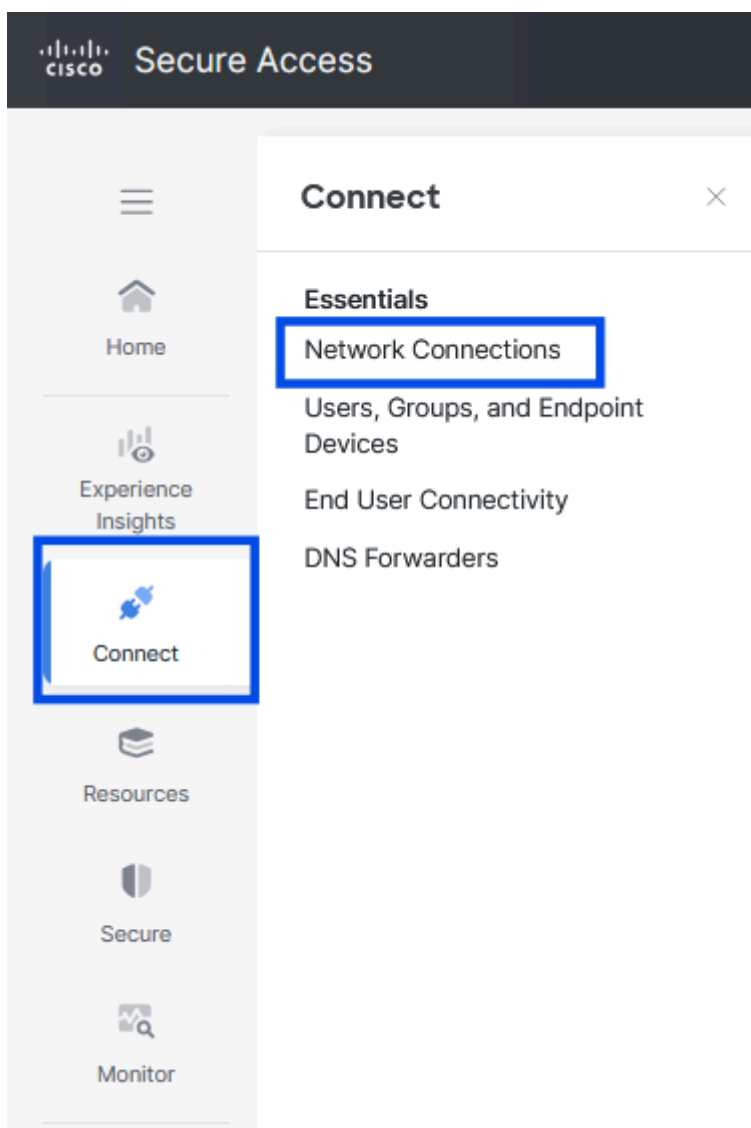 cisco Secure Access
Connect
Home
Experience
Insights
Connect
Resources
Secure
Monitor
Essentials
Network Connections
Users, Groups, and Endpoint
Devices
End User Connectivity
DNS Forwarders